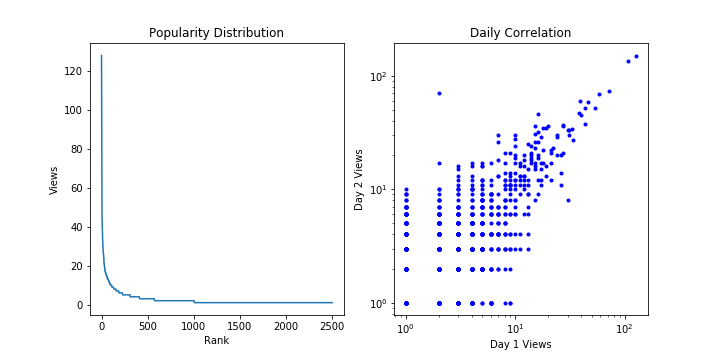 Popularity Distribution
Views
120
100
80
60
40
20
0
0 500 1000 1500 2000 2500
Rank
Daily Correlation
Day 2 Views
10²
10¹
10⁰
10⁰ 10¹ 10²
Day 1 Views